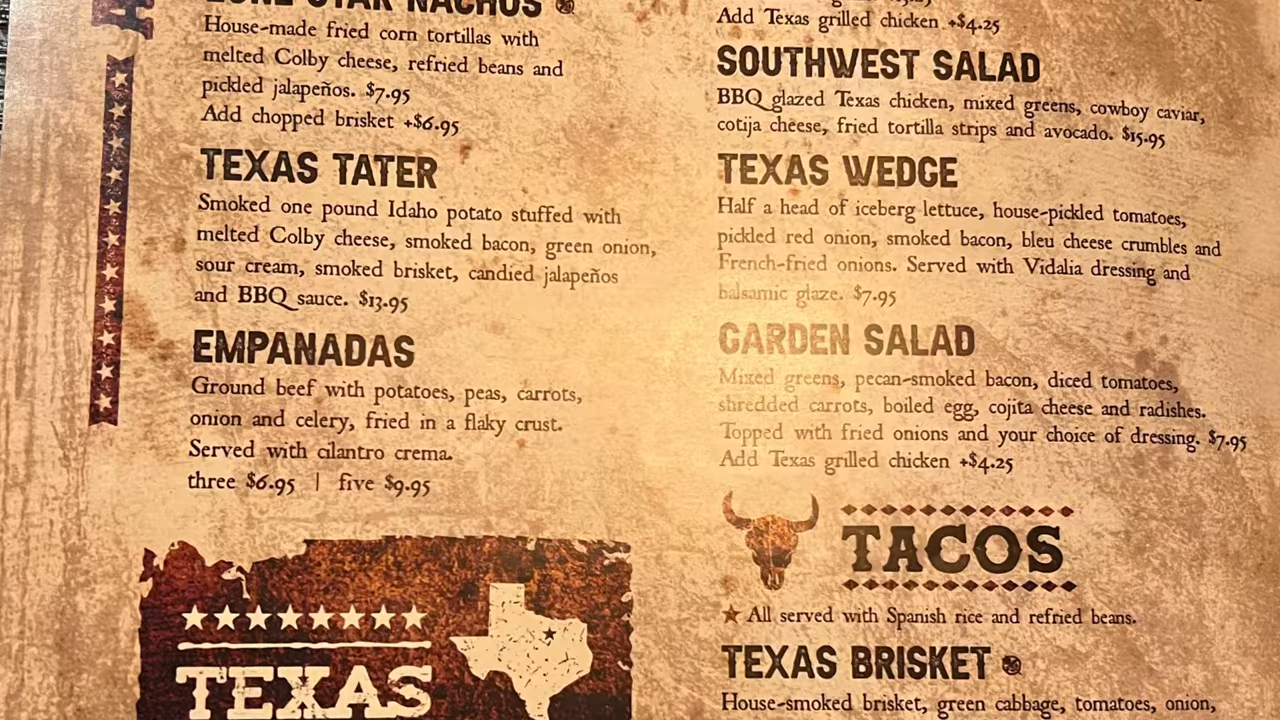 LONE STAR NACHOS
House-made fried corn tortillas with
melted Colby cheese, refried beans and
pickled jalapeños. $7.95
Add chopped brisket +$6.95
TEXAS TATER
Smoked one pound Idaho potato stuffed with
melted Colby cheese, smoked bacon, green onion,
sour cream, smoked brisket, candied jalapeños
and BBQ sauce. $13.95
EMPANADAS
Ground beef with potatoes, peas, carrots,
onion and celery, fried in a flaky crust.
Served with cilantro crema.
three $6.95 | five $9.95
TEXAS
Add Texas grilled chicken +$4.25
SOUTHWEST SALAD
BBQ glazed Texas chicken, mixed greens, cowboy caviar,
cotija cheese, fried tortilla strips and avocado. $15.95
TEXAS WEDGE
Half a head of iceberg lettuce, house-pickled tomatoes,
pickled red onion, smoked bacon, bleu cheese crumbles and
French-fried onions. Served with Vidalia dressing and
balsamic glaze. $7.95
GARDEN SALAD
Mixed greens, pecan-smoked bacon, diced tomatoes,
shredded carrots, boiled egg, cojita cheese and radishes.
Topped with fried onions and your choice of dressing. $7.95
Add Texas grilled chicken +$4.25
TACOS
★ All served with Spanish rice and refried beans.
TEXAS BRISKET
House-smoked brisket, green cabbage, tomatoes, onion,